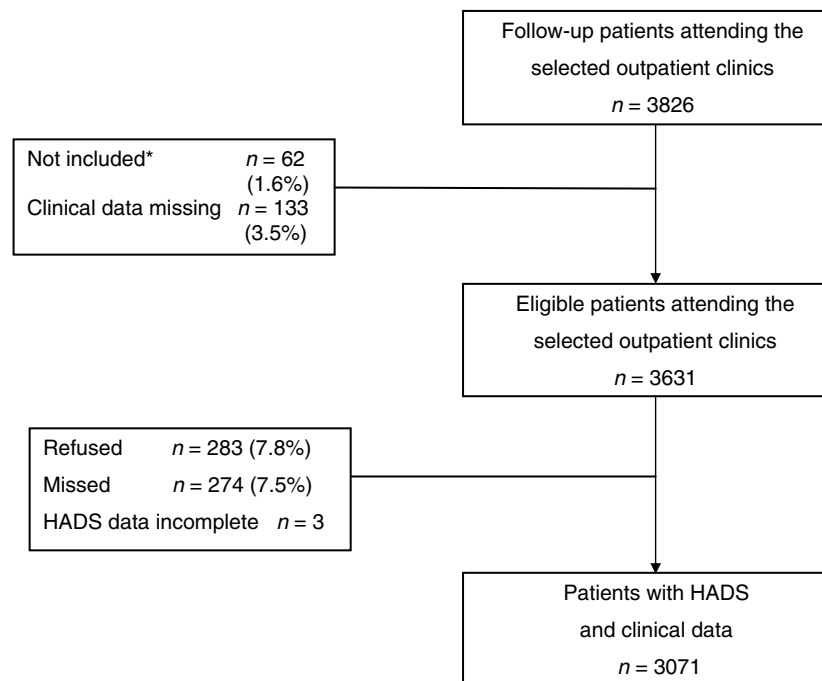 Follow-up patients attending the
selected outpatient clinics
n = 3826
Not included* n = 62
(1.6%)
Clinical data missing n = 133
(3.5%)
Eligible patients attending the
selected outpatient clinics
n = 3631
Refused n = 283 (7.8%)
Missed n = 274 (7.5%)
HADS data incomplete n = 3
Patients with HADS
and clinical data
n = 3071